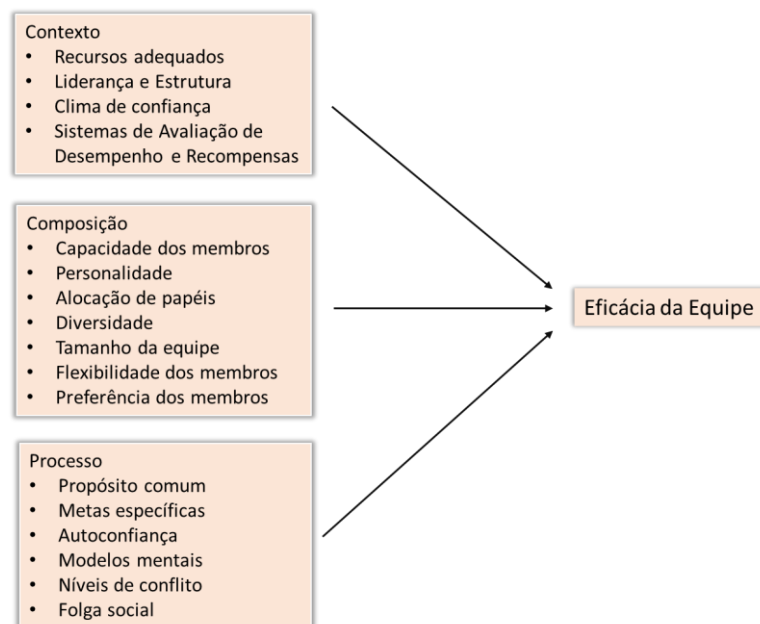 Contexto
• Recursos adequados
• Liderança e Estrutura
• Clima de confiança
• Sistemas de Avaliação de
Desempenho e Recompensas
Composição
• Capacidade dos membros
• Personalidade
• Alocação de papéis
• Diversidade
• Tamanho da equipe
• Flexibilidade dos membros
• Preferência dos membros
Eficácia da Equipe
Processo
• Propósito comum
• Metas específicas
• Autoconfiança
• Modelos mentais
• Níveis de conflito
• Folga social